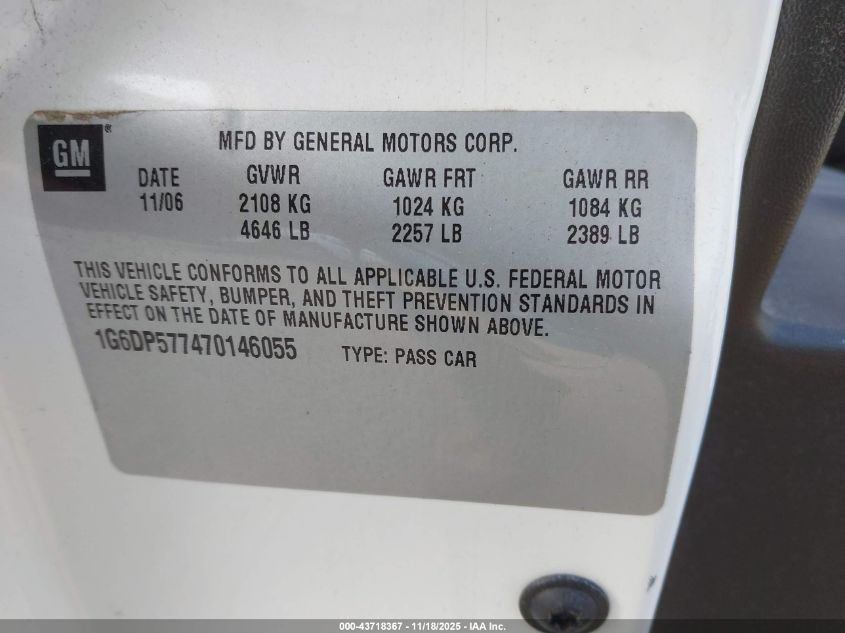 GM ®
MFD BY GENERAL MOTORS CORP.
DATE GVWR GAWR FRT GAWR RR
11/06 2108 KG 1024 KG 1084 KG
4646 LB 2257 LB 2389 LB
THIS VEHICLE CONFORMS TO ALL APPLICABLE U.S. FEDERAL MOTOR
VEHICLE SAFETY, BUMPER, AND THEFT PREVENTION STANDARDS IN
EFFECT ON THE DATE OF MANUFACTURE SHOWN ABOVE.
1G6DP577470146055 TYPE: PASS CAR
000-43718367 - 11/18/2025 - IAA Inc.